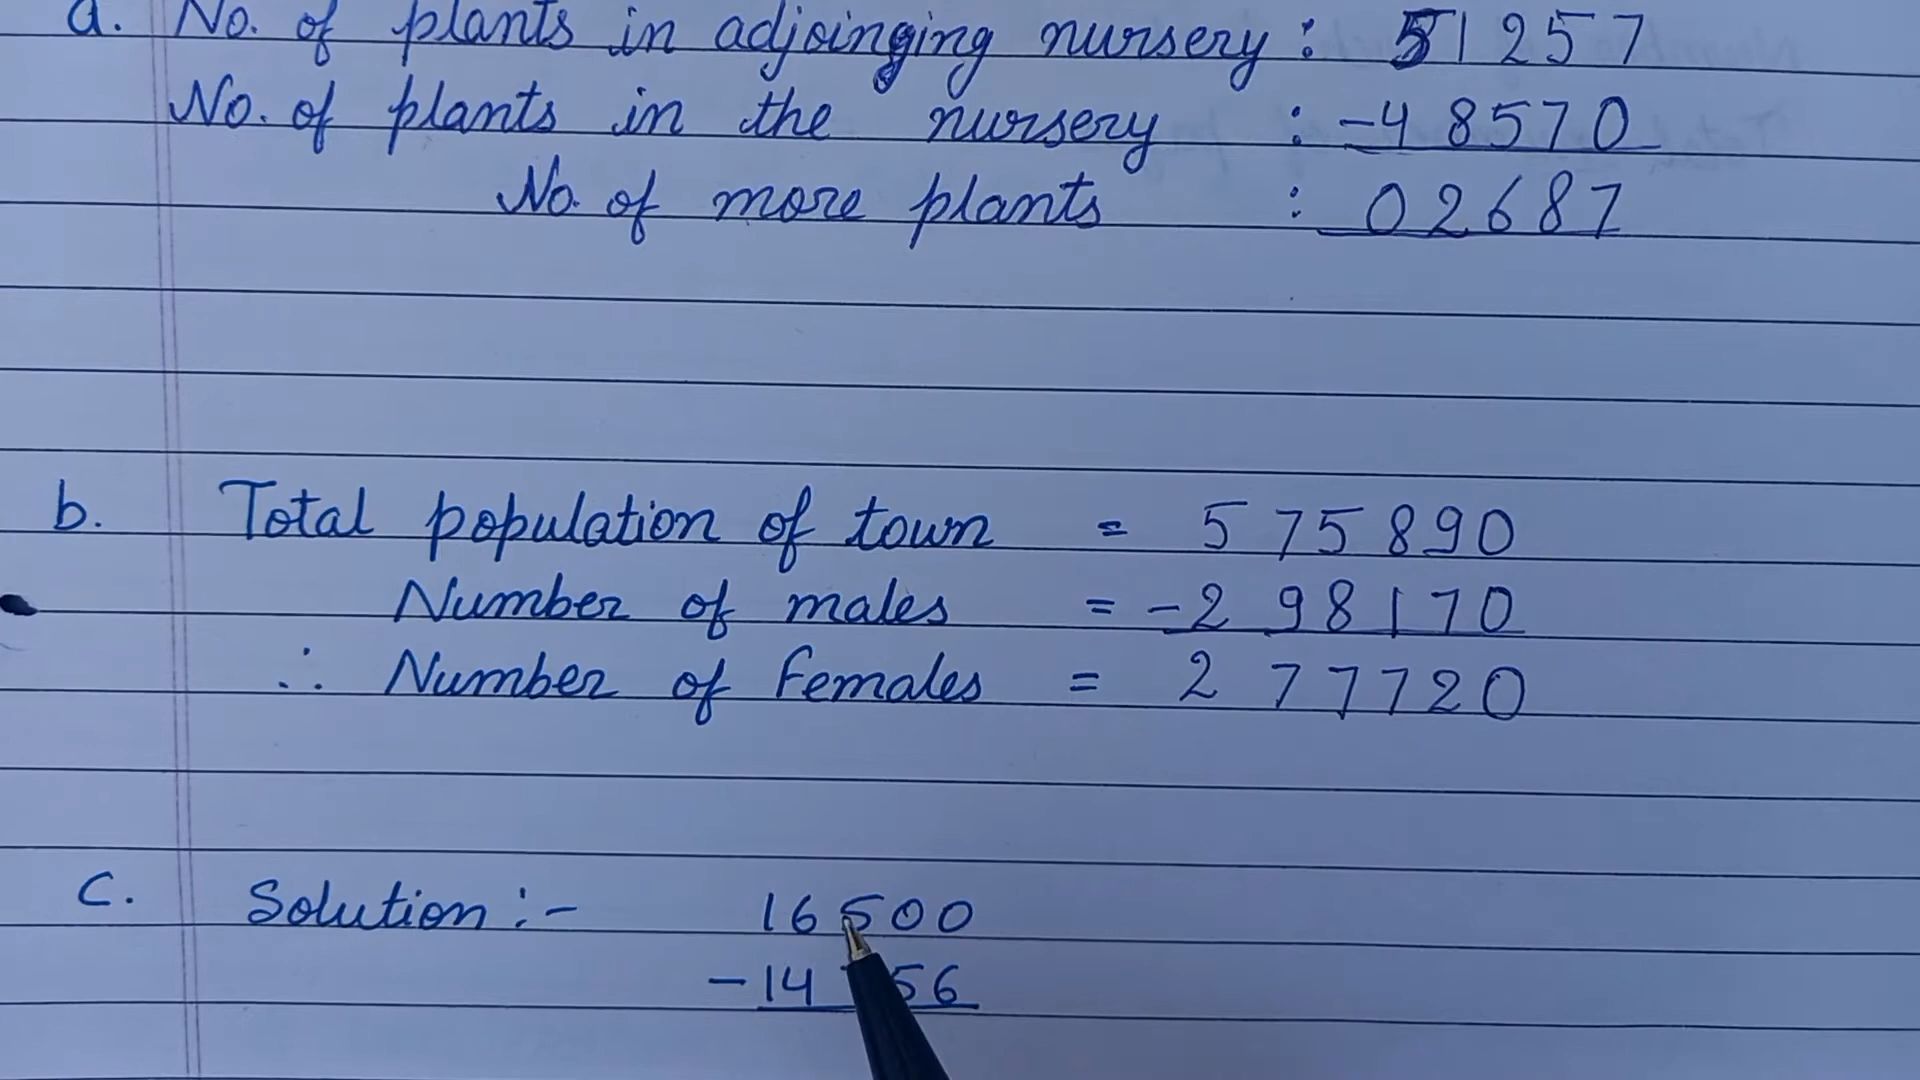 a. No. of plants in adjoinging nursery : 51257
No. of plants in the nursery : -48570
No. of more plants : 02687
b. Total population of town = 575890
Number of males = -298170
∴ Number of females = 277720
c. Solution :- 16500
-14 56